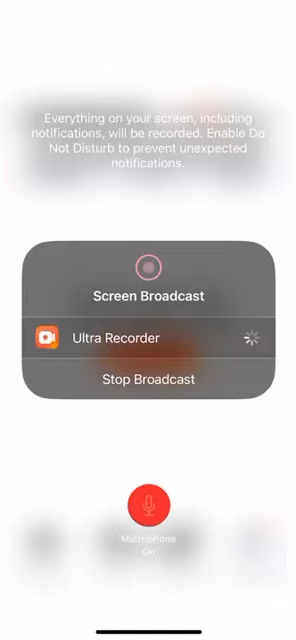 Everything on your screen, including
notifications, will be recorded. Enable Do
Not Disturb to prevent unexpected
notifications.
Screen Broadcast
Ultra Recorder
Stop Broadcast
Microphone
On